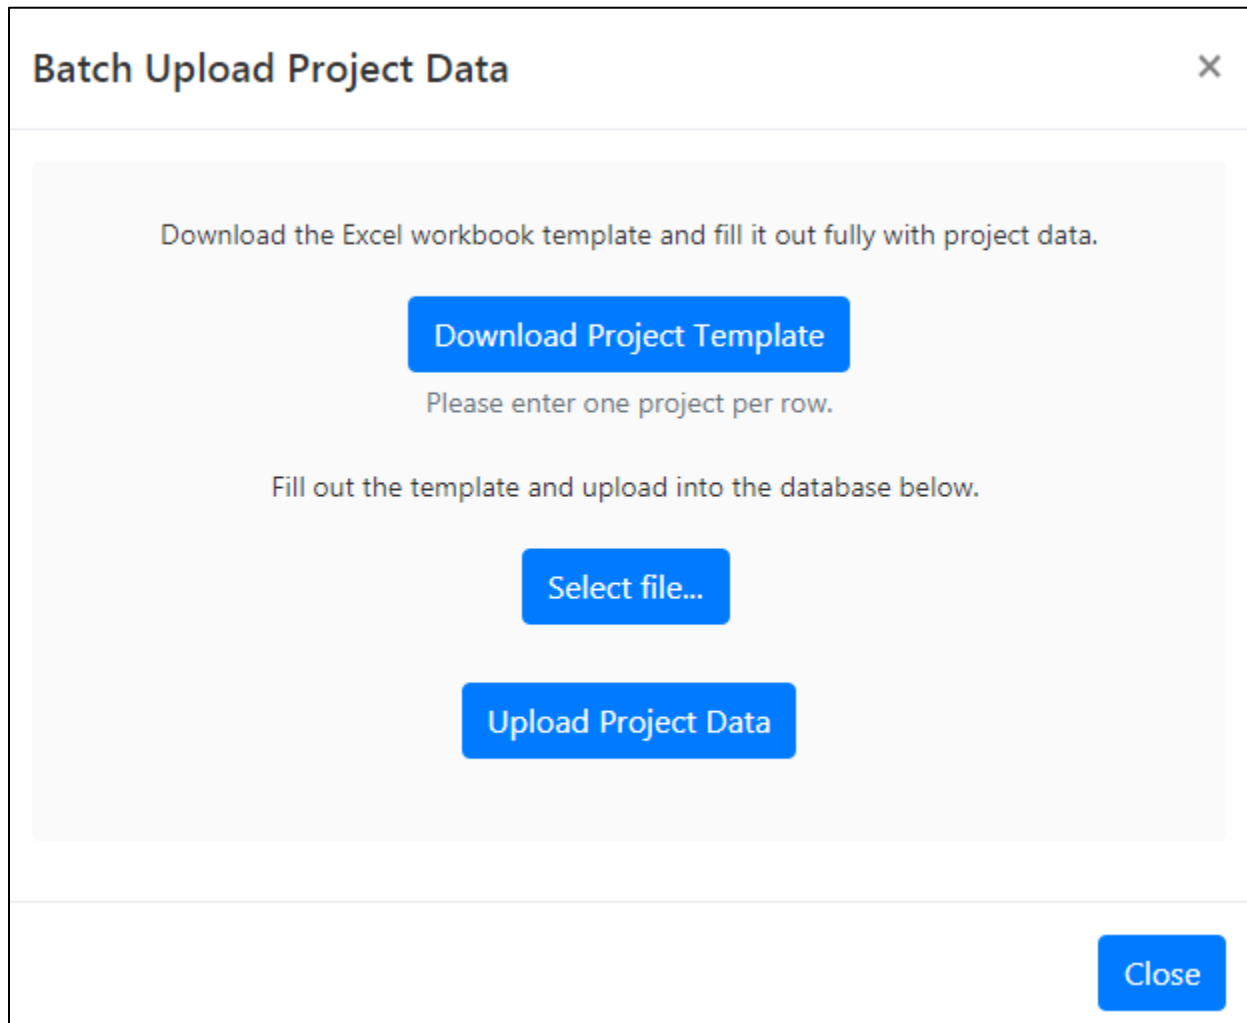 Batch Upload Project Data ×
Download the Excel workbook template and fill it out fully with project data.
Download Project Template
Please enter one project per row.
Fill out the template and upload into the database below.
Select file...
Upload Project Data
Close